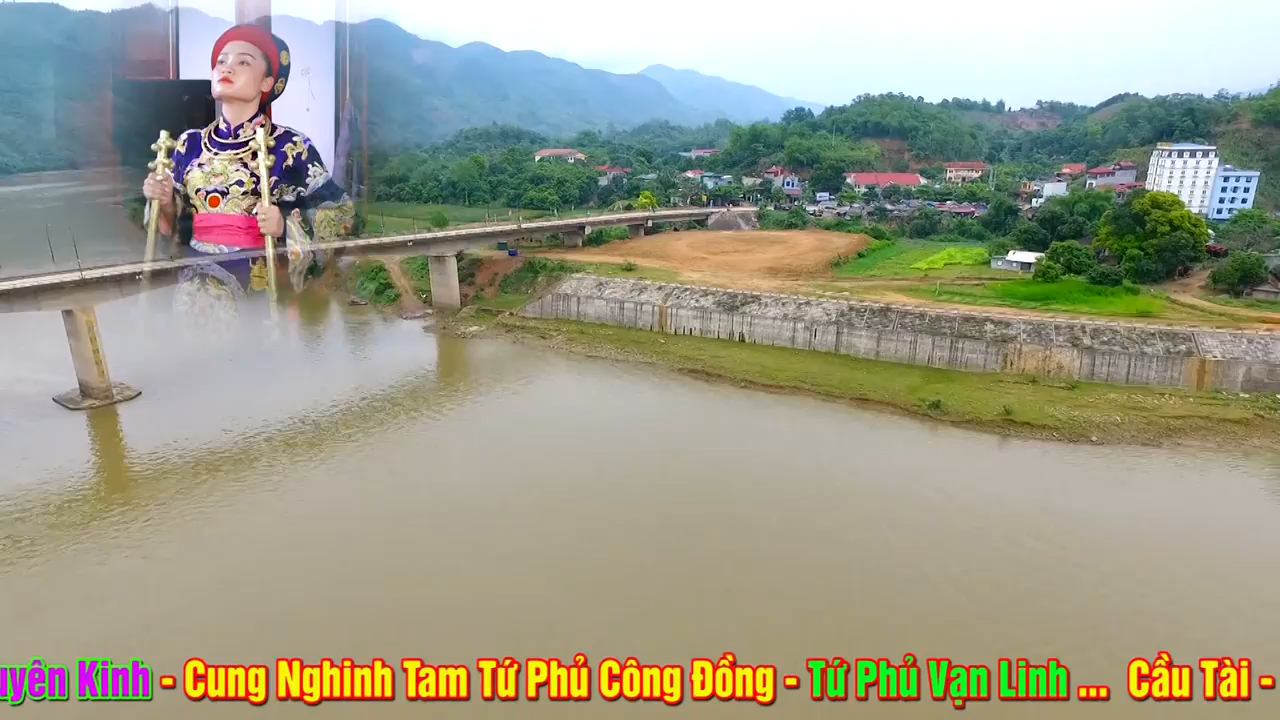 uyên Kinh - Cung Nghinh Tam Tứ Phủ Công Đồng - Tứ Phủ Vạn Linh ... Cầu Tài -